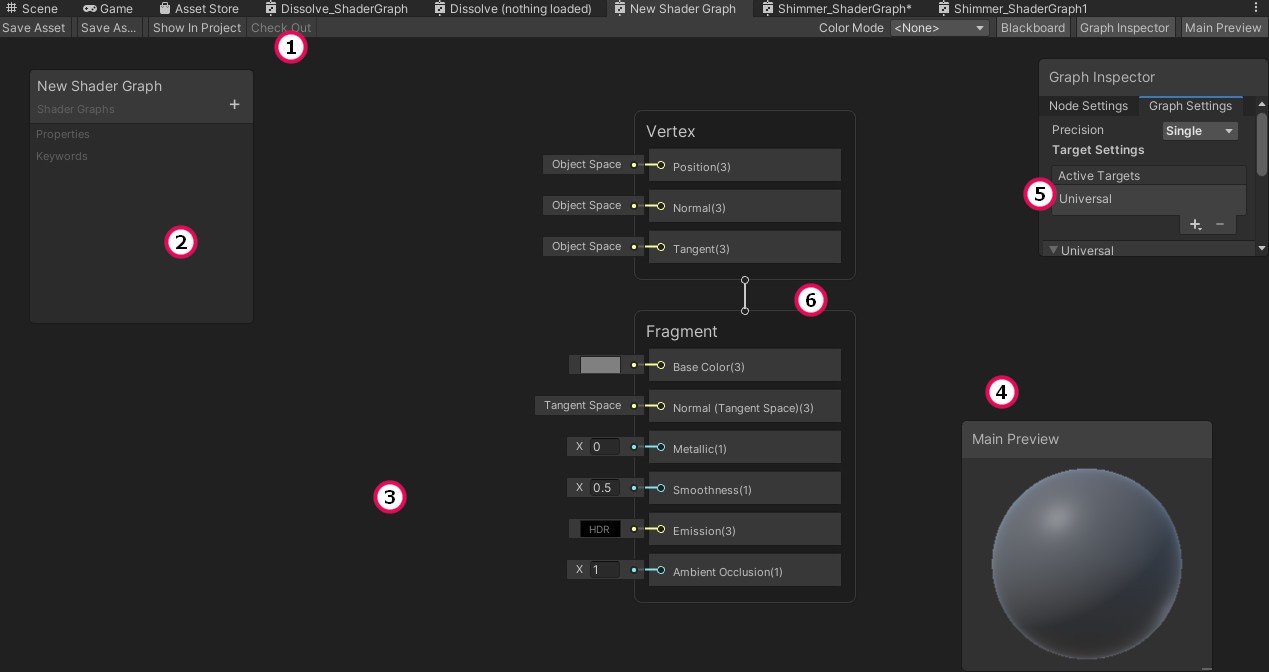 Scene Game Asset Store Dissolve_ShaderGraph Dissolve (nothing loaded) New Shader Graph Shimmer_ShaderGraph* Shimmer_ShaderGraph1
Save Asset Save As... Show In Project Check Out Color Mode <None> Blackboard Graph Inspector Main Preview
1
New Shader Graph
Shader Graphs
+
Properties
Keywords
2
3
Vertex
Object Space Position(3)
Object Space Normal(3)
Object Space Tangent(3)
6
Fragment
Base Color(3)
Tangent Space Normal (Tangent Space)(3)
X 0 Metallic(1)
X 0.5 Smoothness(1)
HDR Emission(3)
X 1 Ambient Occlusion(1)
Graph Inspector
Node Settings Graph Settings
Precision Single
Target Settings
Active Targets
5
Universal
+ −
Universal
4
Main Preview